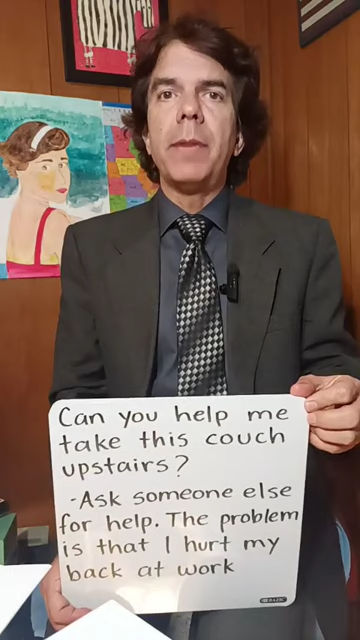 Can you help me
take this couch
upstairs?
-Ask someone else
for help. The problem
is that I hurt my
back at work